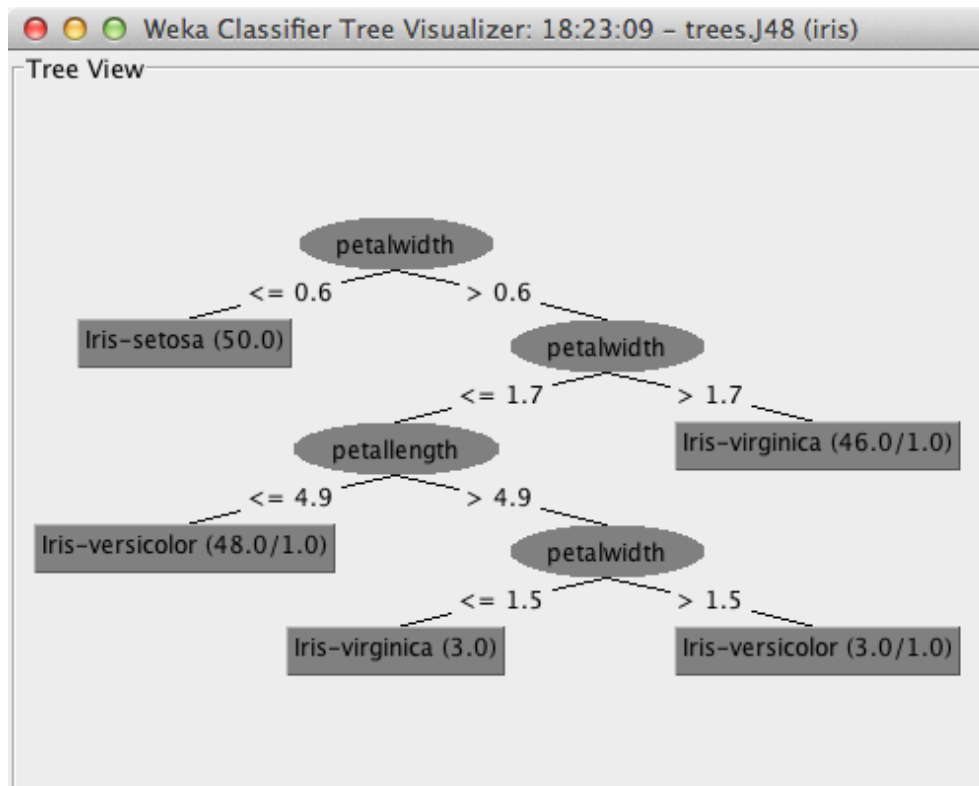 Weka Classifier Tree Visualizer: 18:23:09 – trees.J48 (iris)
Tree View
petalwidth
<= 0.6 > 0.6
Iris-setosa (50.0)
petalwidth
<= 1.7 > 1.7
petallength
Iris-virginica (46.0/1.0)
<= 4.9 > 4.9
Iris-versicolor (48.0/1.0)
petalwidth
<= 1.5 > 1.5
Iris-virginica (3.0)
Iris-versicolor (3.0/1.0)